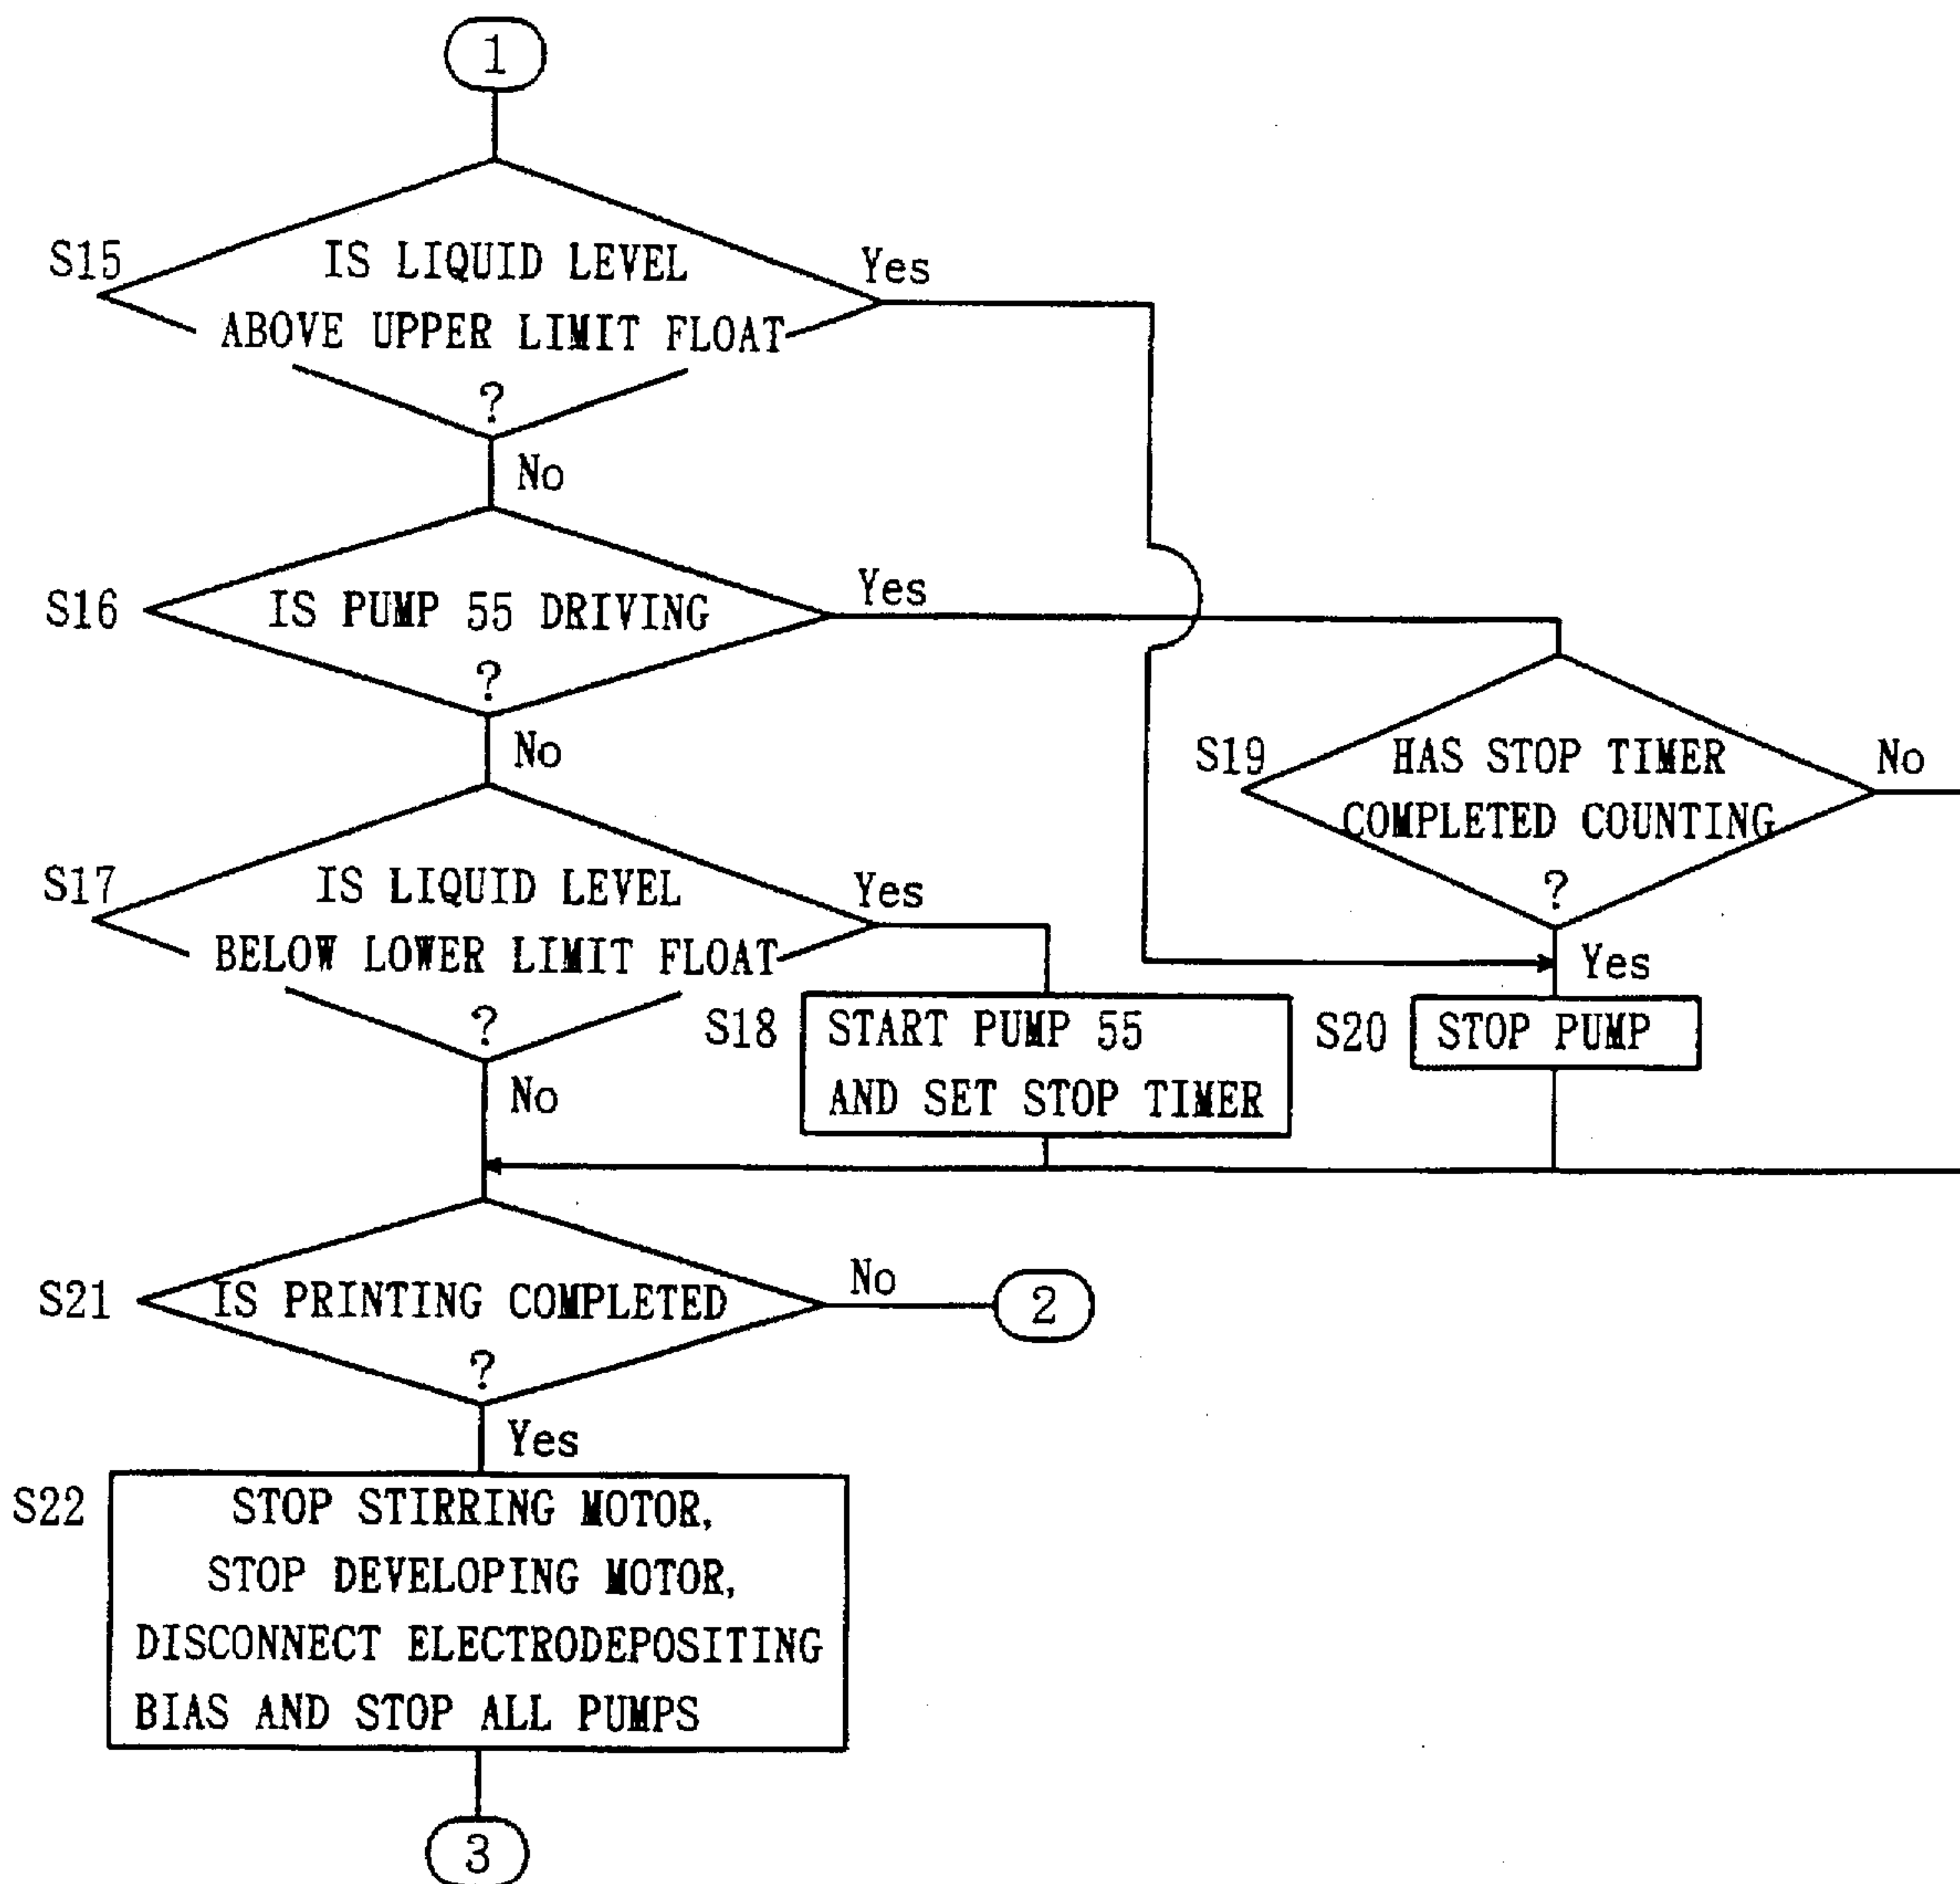 1
S15
IS LIQUID LEVEL
ABOVE UPPER LIMIT FLOAT
?
Yes
No
S16
IS PUMP 55 DRIVING
?
Yes
No
S19
HAS STOP TIMER
COMPLETED COUNTING
?
No
Yes
S17
IS LIQUID LEVEL
BELOW LOWER LIMIT FLOAT
?
Yes
No
S18
START PUMP 55
AND SET STOP TIMER
S20
STOP PUMP
S21
IS PRINTING COMPLETED
?
No
2
Yes
S22
STOP STIRRING MOTOR,
STOP DEVELOPING MOTOR,
DISCONNECT ELECTRODEPOSITING
BIAS AND STOP ALL PUMPS
3